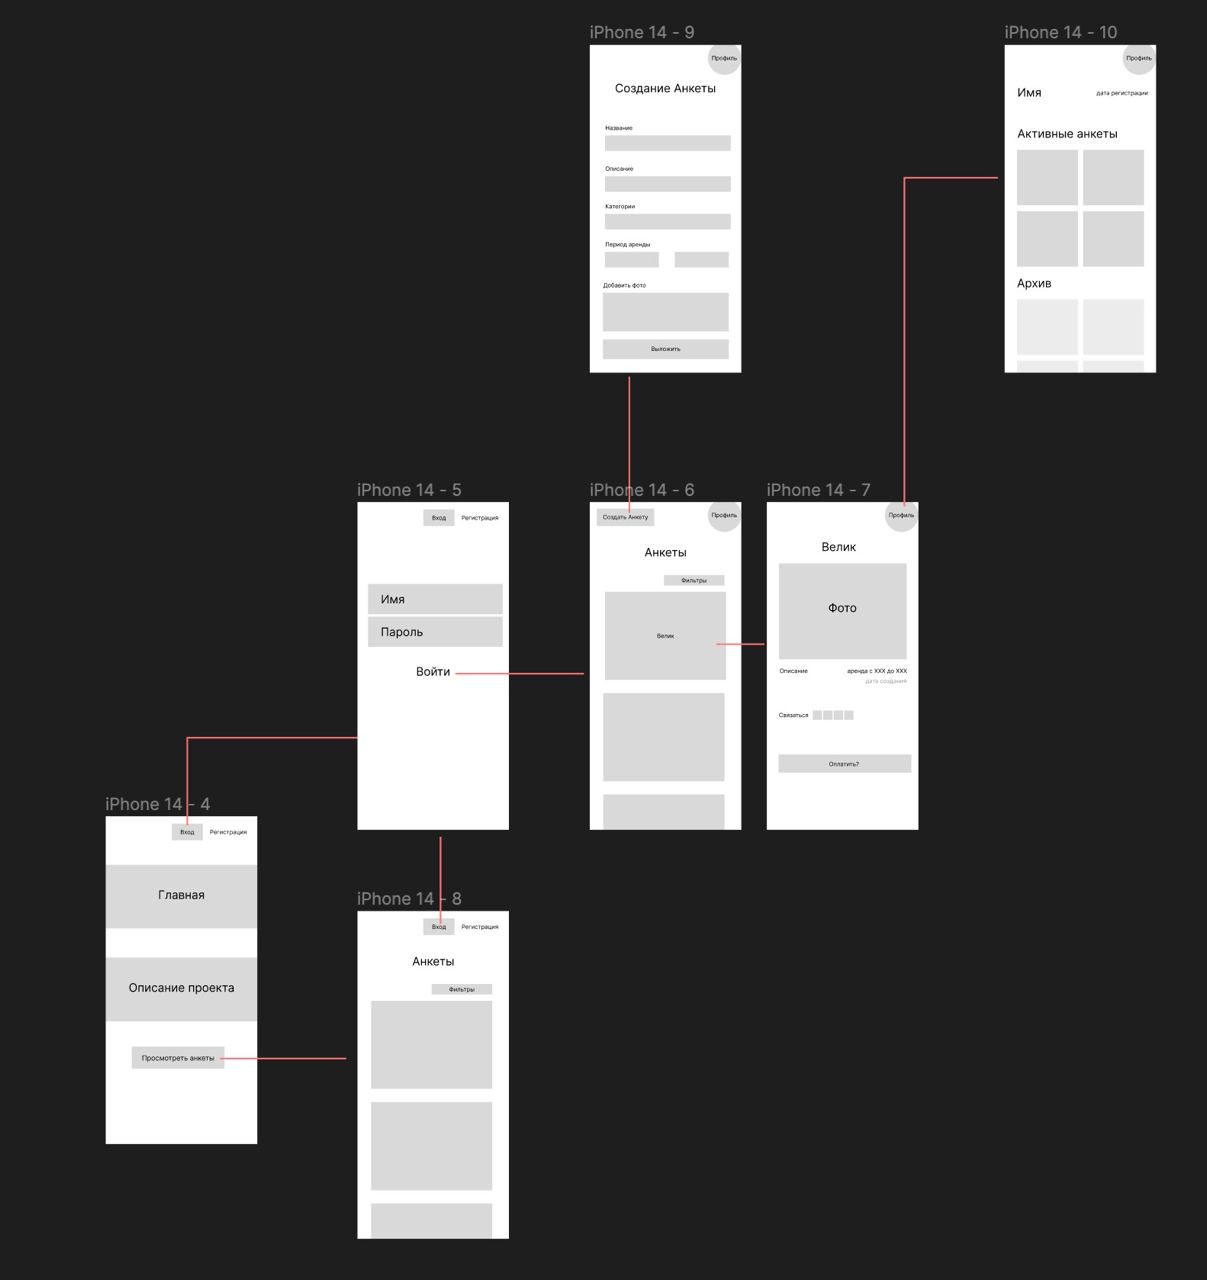 iPhone 14 - 9
Профиль
Создание Анкеты
Название
Описание
Категории
Период аренды
Добавить фото
Выложить
iPhone 14 - 10
Профиль
Имя
дата регистрации
Активные анкеты
Архив
iPhone 14 - 5
Вход Регистрация
Имя
Пароль
Войти
iPhone 14 - 6
Создать Анкету
Профиль
Анкеты
Фильтры
Велик
iPhone 14 - 7
Профиль
Велик
Фото
Описание
аренда с XXX до XXX
дата создания
Связаться
Оплатить?
iPhone 14 - 4
Вход Регистрация
Главная
Описание проекта
Просмотреть анкеты
iPhone 14 - 8
Вход Регистрация
Анкеты
Фильтры